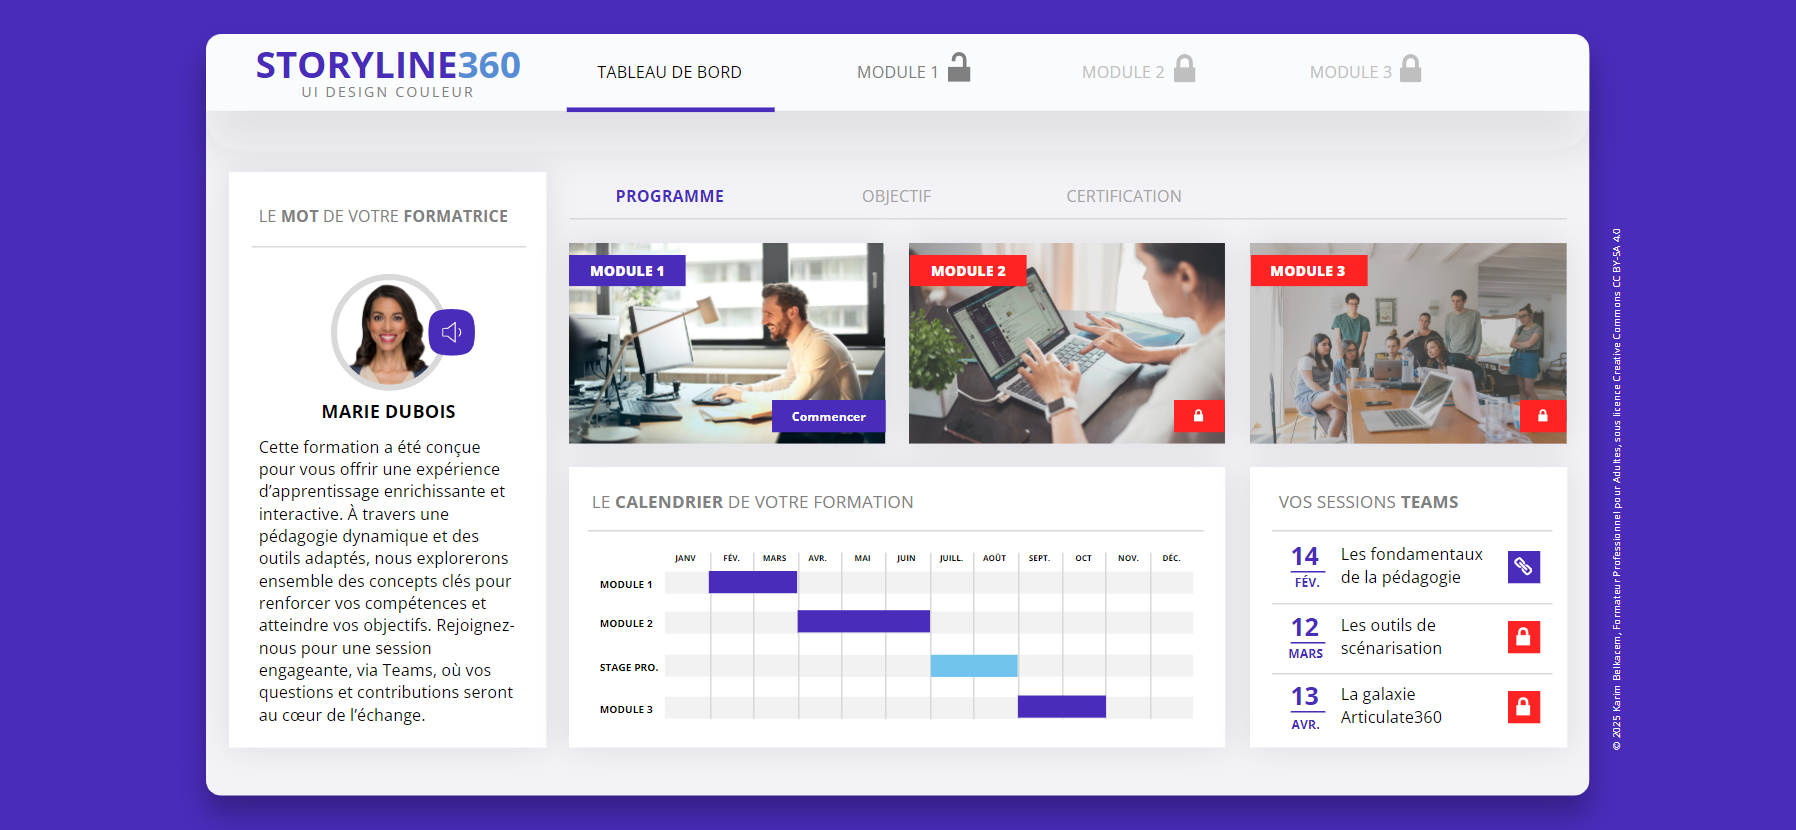 STORYLINE360
UI DESIGN COULEUR
TABLEAU DE BORD
MODULE 1
MODULE 2
MODULE 3
LE MOT DE VOTRE FORMATRICE
MARIE DUBOIS
Cette formation a été conçue
pour vous offrir une expérience
d’apprentissage enrichissante et
interactive. À travers une
pédagogie dynamique et des
outils adaptés, nous explorerons
ensemble des concepts clés pour
renforcer vos compétences et
atteindre vos objectifs. Rejoignez-
nous pour une session
engageante, via Teams, où vos
questions et contributions seront
au cœur de l’échange.
PROGRAMME
OBJECTIF
CERTIFICATION
MODULE 1
Commencer
MODULE 2
MODULE 3
LE CALENDRIER DE VOTRE FORMATION
JANV FÉV. MARS AVR. MAI JUIN JUILL. AOÛT SEPT. OCT NOV. DÉC.
MODULE 1
MODULE 2
STAGE PRO.
MODULE 3
VOS SESSIONS TEAMS
14
FÉV.
Les fondamentaux
de la pédagogie
12
MARS
Les outils de
scénarisation
13
AVR.
La galaxie
Articulate360
© 2025 Karim Belkacem, Formateur Professionnel pour Adultes, sous licence Creative Commons CC BY-SA 4.0